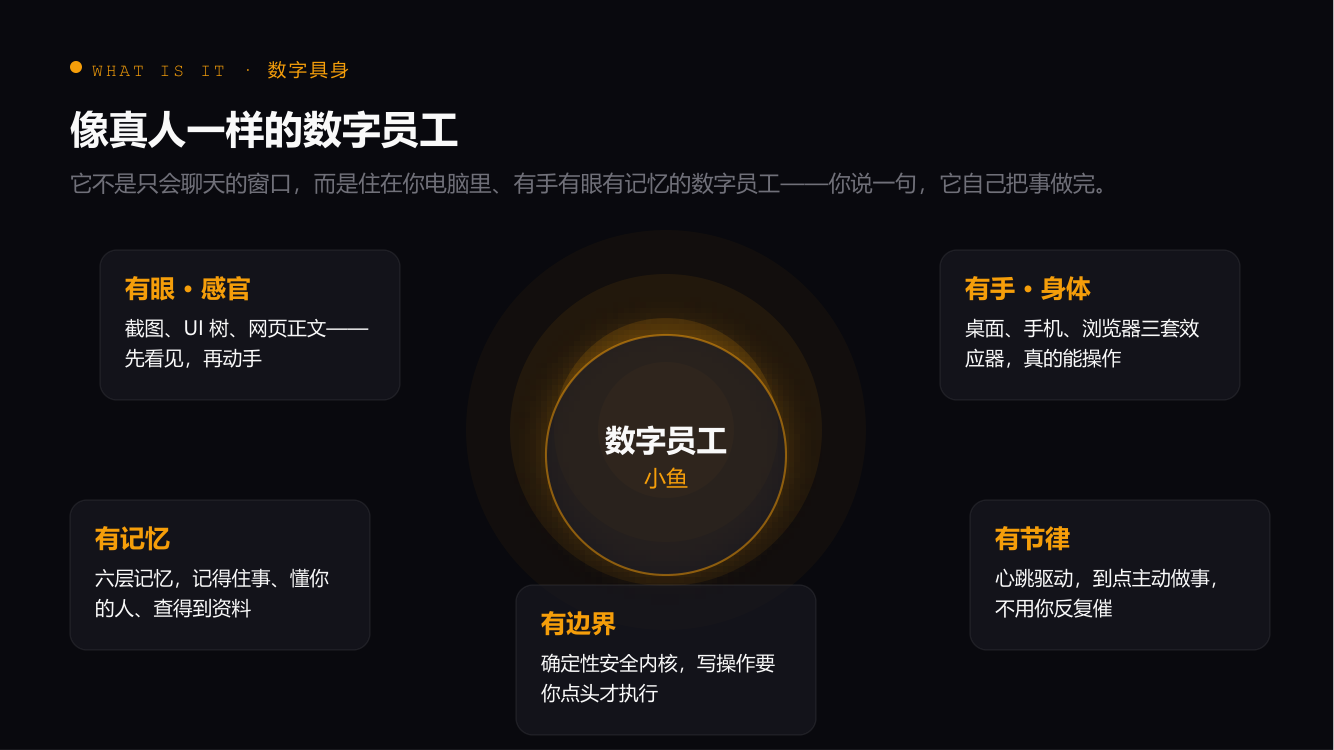 WHAT IS IT · 数字具身
像真人一样的数字员工
它不是只会聊天的窗口，而是住在你电脑里、有手有眼有记忆的数字员工——你说一句，它自己把事做完。
有眼·感官
截图、UI 树、网页正文——
先看见，再动手
有手·身体
桌面、手机、浏览器三套效
应器，真的能操作
数字员工
小鱼
有记忆
六层记忆，记得住事、懂你
的人、查得到资料
有节律
心跳驱动，到点主动做事，
不用你反复催
有边界
确定性安全内核，写操作要
你点头才执行